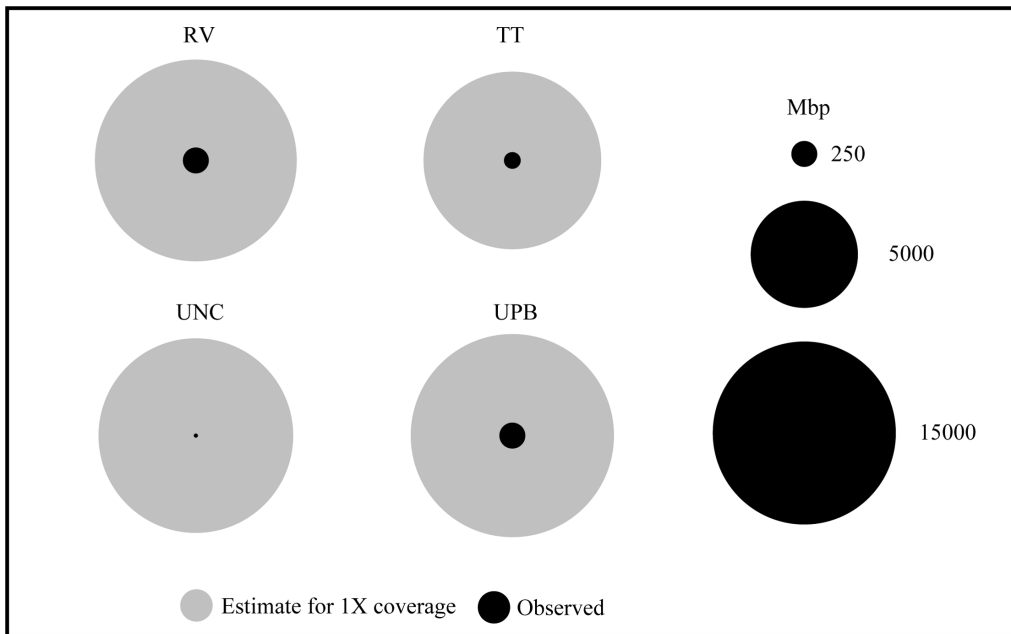 RV
TT
Mbp
250
5000
UNC
UPB
15000
Estimate for 1X coverage
Observed